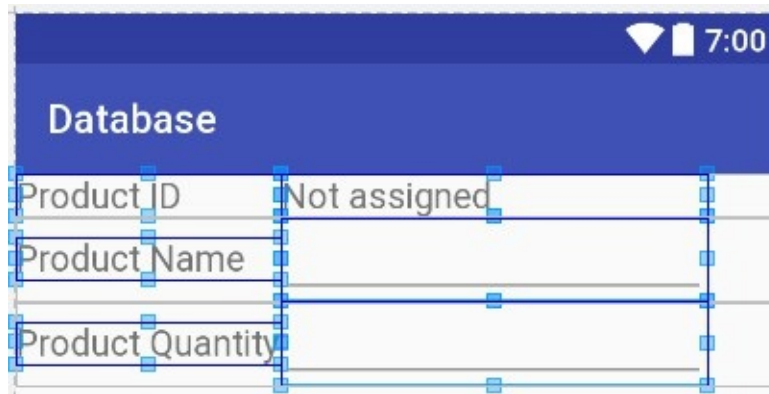 7:00
Database
Product ID Not assigned
Product Name
Product Quantity